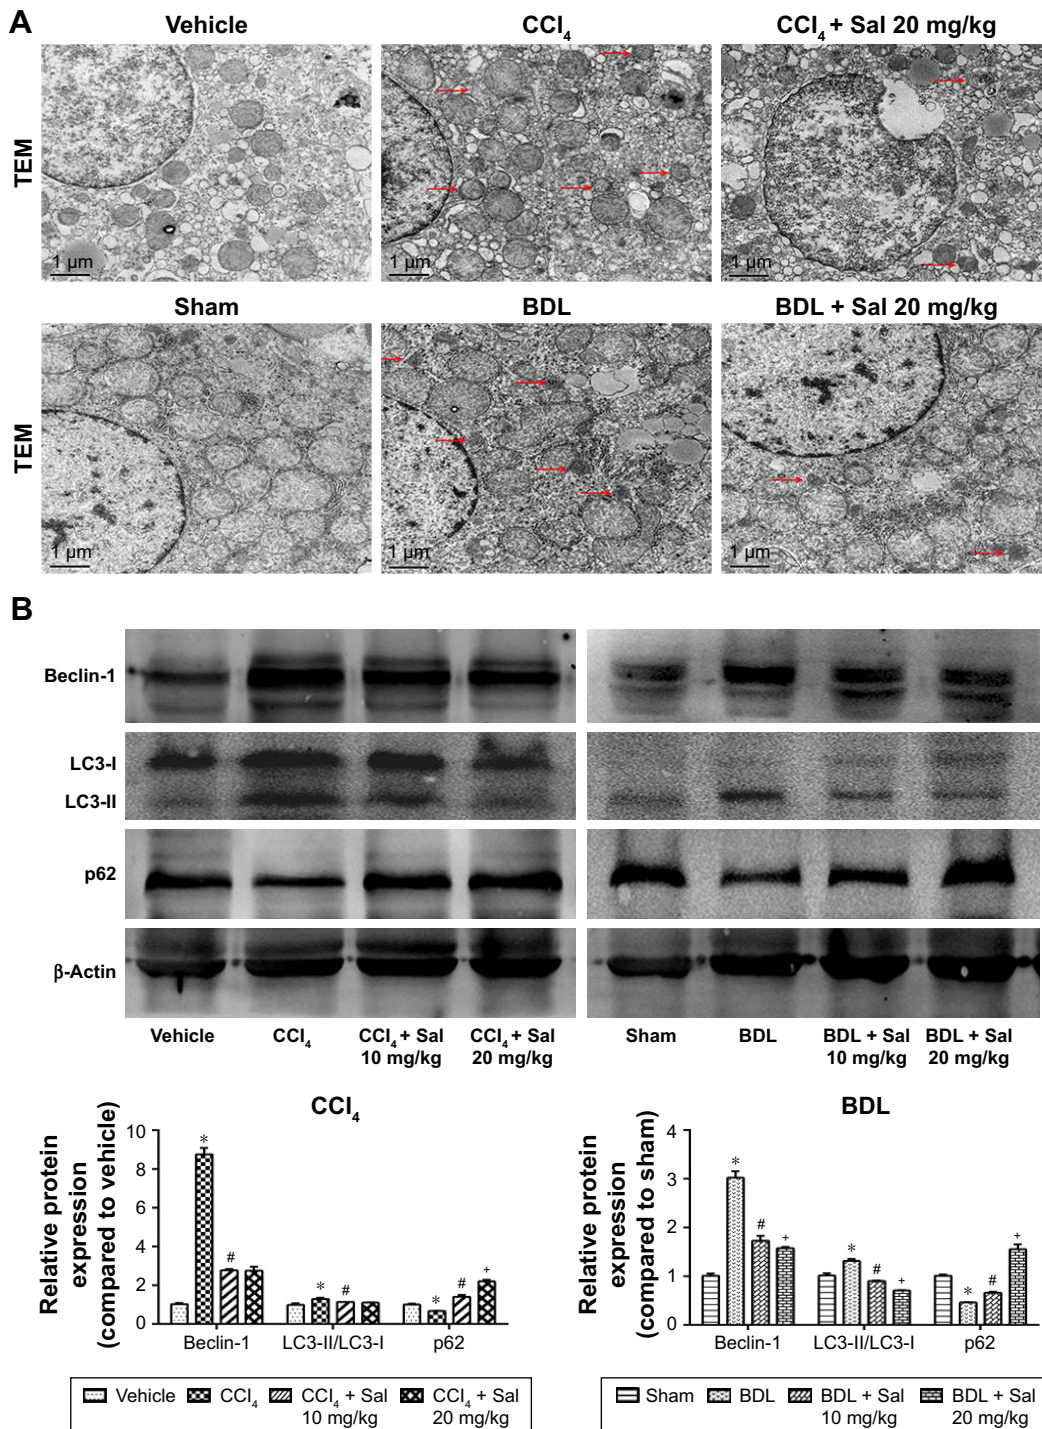 A
Vehicle
CCl4
CCl4 + Sal 20 mg/kg
TEM
1 μm
1 μm
1 μm
Sham
BDL
BDL + Sal 20 mg/kg
TEM
1 μm
1 μm
1 μm
B
Beclin-1
LC3-I
LC3-II
p62
β-Actin
Vehicle
CCl4
CCl4 + Sal
10 mg/kg
CCl4 + Sal
20 mg/kg
Sham
BDL
BDL + Sal
10 mg/kg
BDL + Sal
20 mg/kg
CCl4
Relative protein
expression
(compared to vehicle)
10
8
6
4
2
0
*
#
*
#
*
#
+
Beclin-1
LC3-II/LC3-I
p62
Vehicle
CCl4
CCl4 + Sal
10 mg/kg
CCl4 + Sal
20 mg/kg
BDL
Relative protein
expression
(compared to sham)
4
3
2
1
0
*
#
+
*
#
+
*
#
+
Beclin-1
LC3-II/LC3-I
p62
Sham
BDL
BDL + Sal
10 mg/kg
BDL + Sal
20 mg/kg